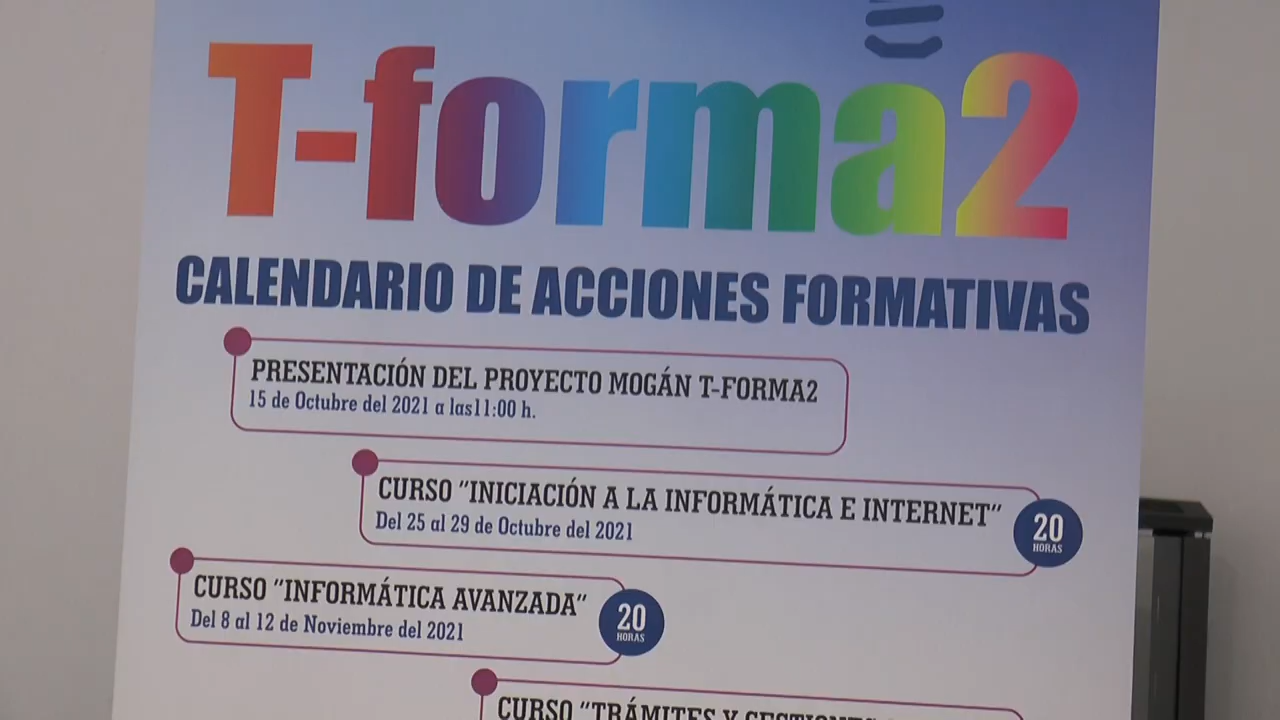 T-forma2
CALENDARIO DE ACCIONES FORMATIVAS
PRESENTACIÓN DEL PROYECTO MOGÁN T-FORMA2
15 de Octubre del 2021 a las11:00 h.
CURSO "INICIACIÓN A LA INFORMÁTICA E INTERNET"
Del 25 al 29 de Octubre del 2021
20
HORAS
CURSO "INFORMÁTICA AVANZADA"
Del 8 al 12 de Noviembre del 2021
20
HORAS
CURSO "TRÁMITES Y GESTIONES